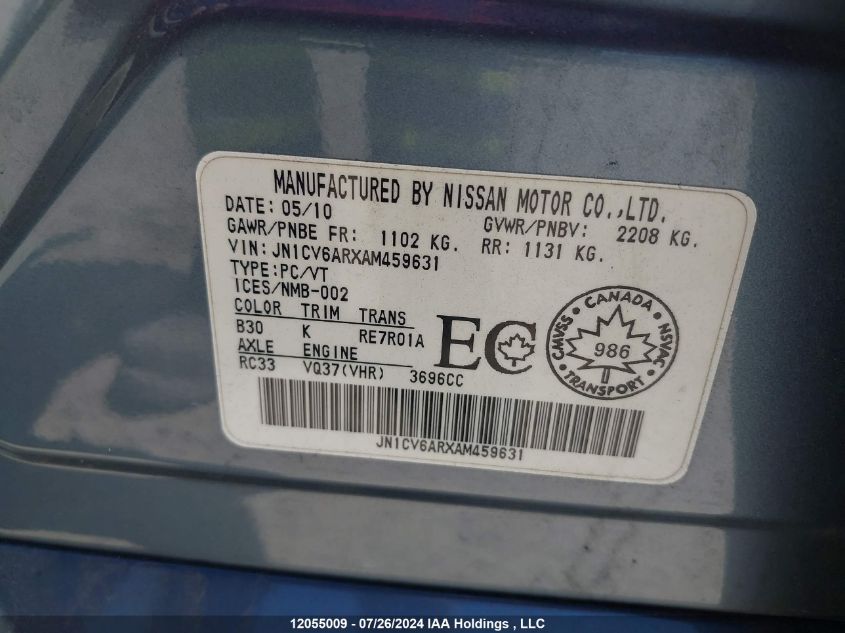 MANUFACTURED BY NISSAN MOTOR CO.,LTD.
DATE: 05/10 GVWR/PNBV: 2208 KG.
GAWR/PNBE FR: 1102 KG. RR: 1131 KG.
VIN: JN1CV6ARXAM459631
TYPE:PC/VT
ICES/NMB-002
COLOR TRIM TRANS
B30 K RE7R01A
AXLE ENGINE
RC33 VQ37(VHR) 3696CC
EC
CANADA
CMVSS NSVAC
986
TRANSPORT
JN1CV6ARXAM459631
12055009 - 07/26/2024 IAA Holdings , LLC